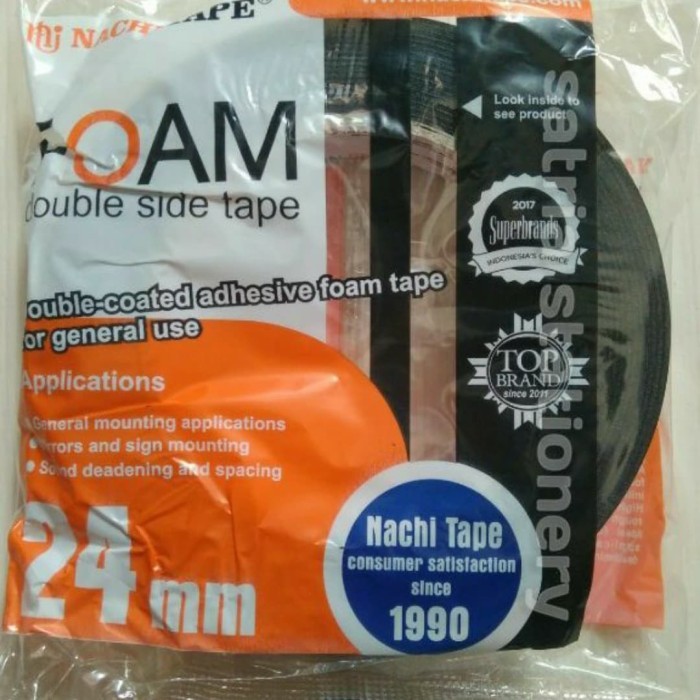 NACHI TAPE®
FOAM
double side tape
Double-coated adhesive foam tape
for general use
Applications
General mounting applications
Mirrors and sign mounting
Sound deadening and spacing
24 mm
Look inside to
see product
2017
Superbrands
INDONESIA'S CHOICE
TOP
BRAND
since 2011
Nachi Tape
consumer satisfaction
since
1990
satria stationery